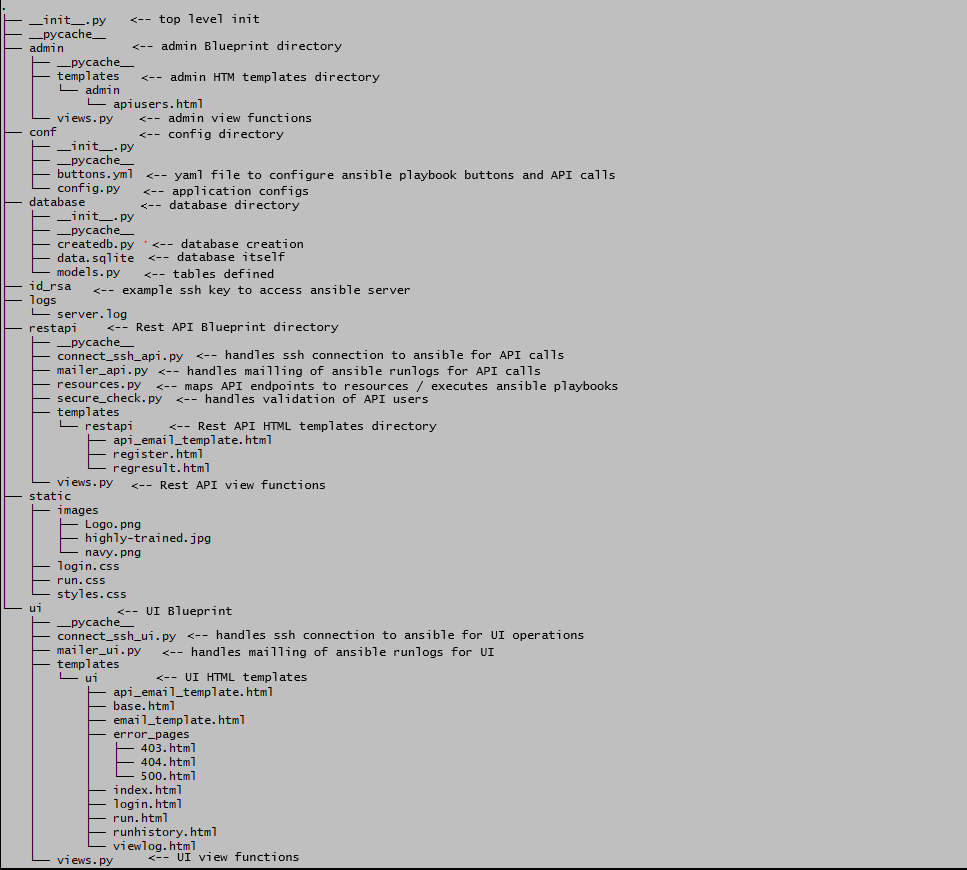 .
├── __init__.py <-- top level init
├── __pycache__
├── admin <-- admin Blueprint directory
│   ├── __pycache__
│   ├── templates <-- admin HTM templates directory
│   │   └── admin
│   │       └── apiusers.html
│   └── views.py <-- admin view functions
├── conf <-- config directory
│   ├── __init__.py
│   ├── __pycache__
│   ├── buttons.yml <-- yaml file to configure ansible playbook buttons and API calls
│   └── config.py <-- application configs
├── database <-- database directory
│   ├── __init__.py
│   ├── __pycache__
│   ├── createdb.py <-- database creation
│   ├── data.sqlite <-- database itself
│   └── models.py <-- tables defined
├── id_rsa <-- example ssh key to access ansible server
├── logs
│   └── server.log
├── restapi <-- Rest API Blueprint directory
│   ├── __pycache__
│   ├── connect_ssh_api.py <-- handles ssh connection to ansible for API calls
│   ├── mailer_api.py <-- handles mailling of ansible runlogs for API calls
│   ├── resources.py <-- maps API endpoints to resources / executes ansible playbooks
│   ├── secure_check.py <-- handles validation of API users
│   ├── templates
│   │   └── restapi <-- Rest API HTML templates directory
│   │       ├── api_email_template.html
│   │       ├── register.html
│   │       └── regresult.html
│   └── views.py <-- Rest API view functions
├── static
│   ├── images
│   │   ├── Logo.png
│   │   ├── highly-trained.jpg
│   │   └── navy.png
│   ├── login.css
│   ├── run.css
│   └── styles.css
└── ui <-- UI Blueprint
    ├── __pycache__
    ├── connect_ssh_ui.py <-- handles ssh connection to ansible for UI operations
    ├── mailer_ui.py <-- handles mailling of ansible runlogs for UI
    ├── templates
    │   └── ui <-- UI HTML templates
    │       ├── api_email_template.html
    │       ├── base.html
    │       ├── email_template.html
    │       ├── error_pages
    │       │   ├── 403.html
    │       │   ├── 404.html
    │       │   └── 500.html
    │       ├── index.html
    │       ├── login.html
    │       ├── run.html
    │       ├── runhistory.html
    │       └── viewlog.html
    └── views.py <-- UI view functions